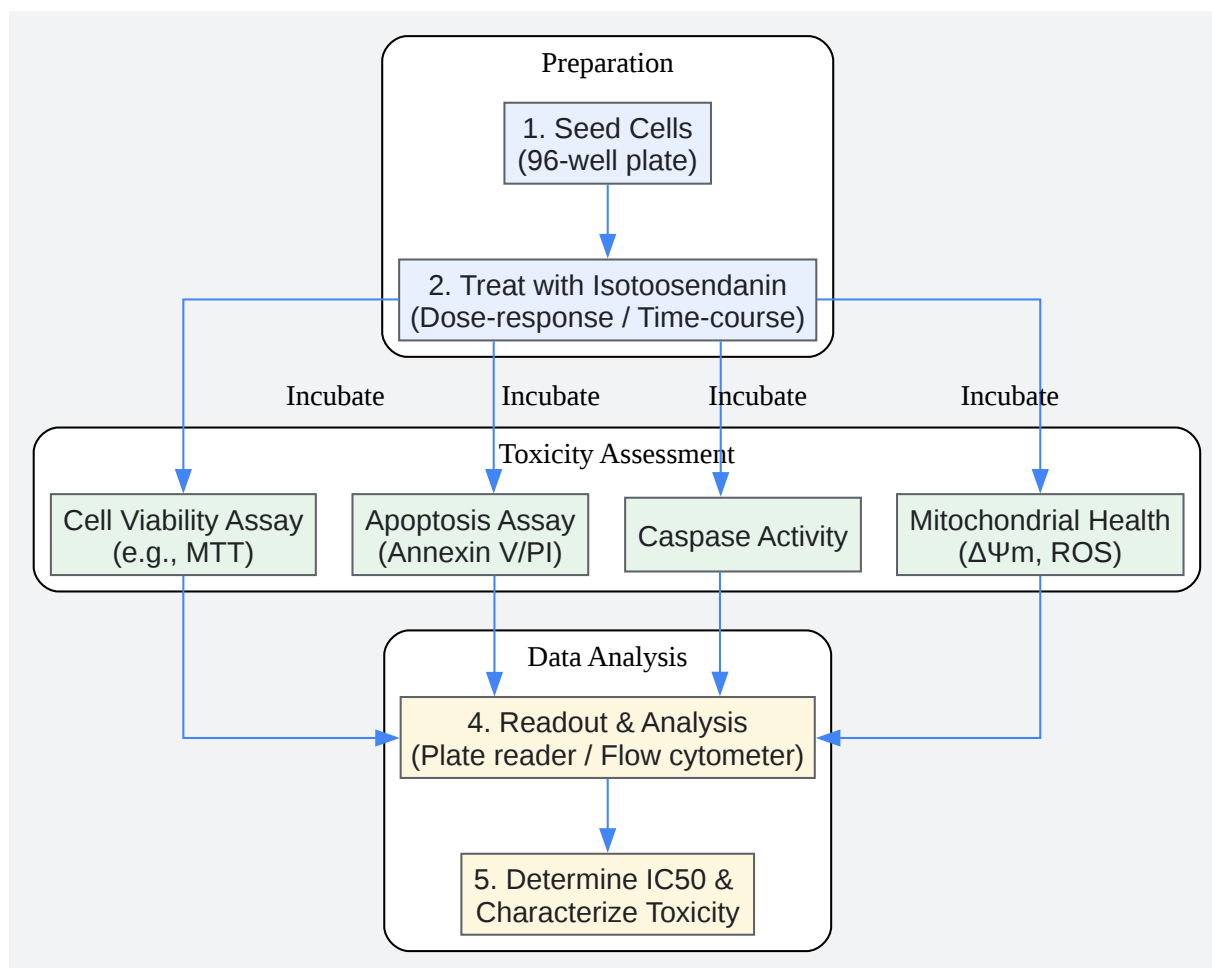 Preparation
1. Seed Cells
(96-well plate)
2. Treat with Isotoosendanin
(Dose-response / Time-course)
Incubate
Incubate
Incubate
Incubate
Toxicity Assessment
Cell Viability Assay
(e.g., MTT)
Apoptosis Assay
(Annexin V/PI)
Caspase Activity
Mitochondrial Health
(ΔΨm, ROS)
Data Analysis
4. Readout & Analysis
(Plate reader / Flow cytometer)
5. Determine IC50 &
Characterize Toxicity